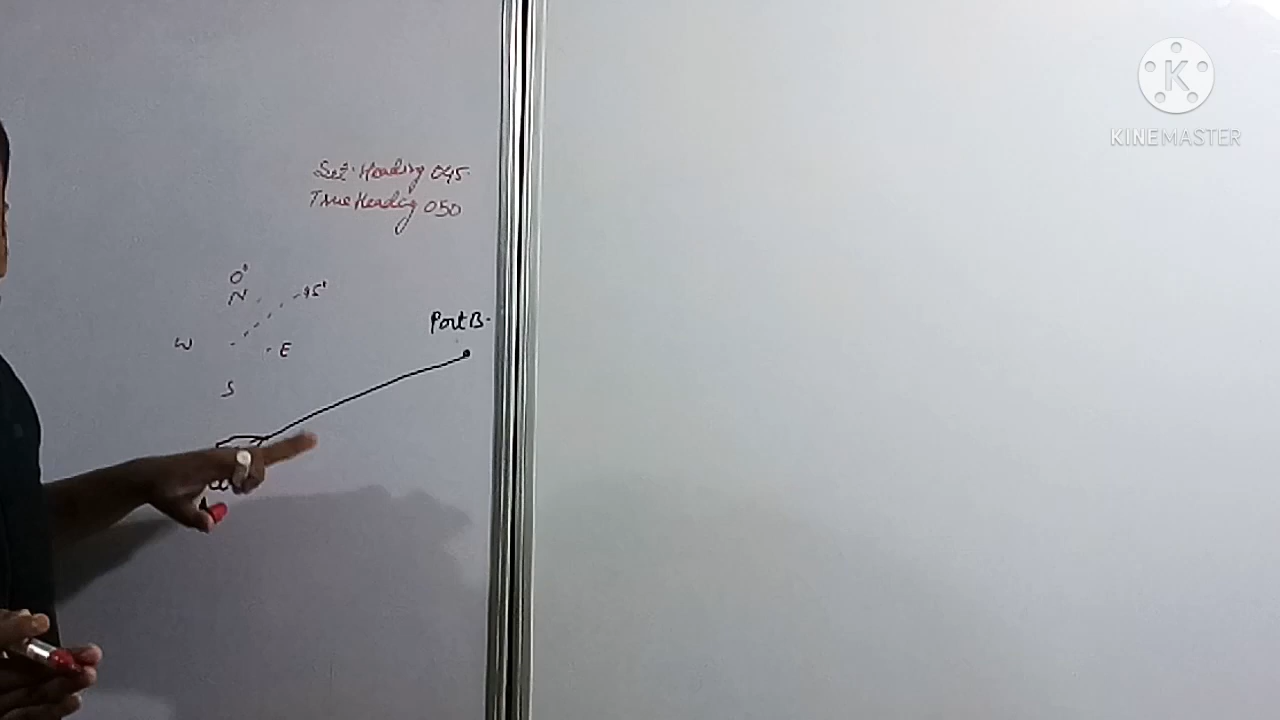 KINEMASTER
Set Heading 045
True Heading 050
0°
N
45°
W
E
S
Port B